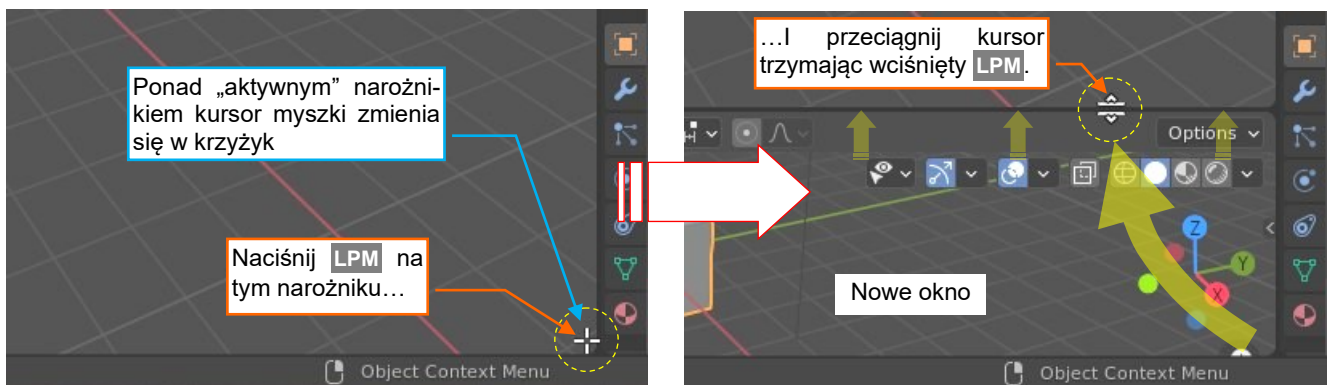 Ponad „aktywnym” narożni-
kiem kursor myszki zmienia
się w krzyżyk
Naciśnij LPM na
tym narożniku…
Object Context Menu
…I przeciągnij kursor
trzymając wciśnięty LPM.
Options
Z
Y
X
Nowe okno
Object Context Menu